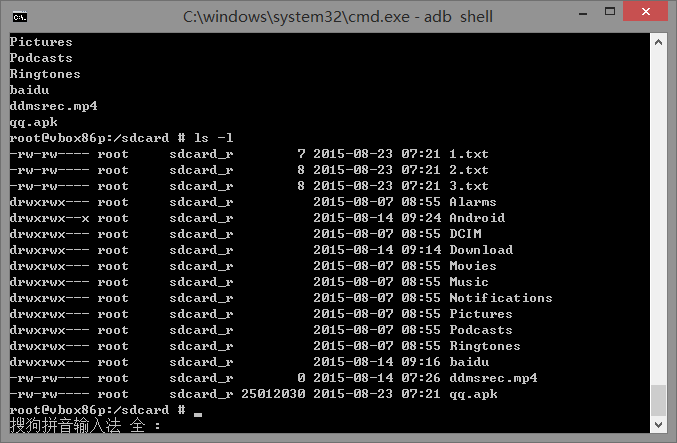 C:\windows\system32\cmd.exe - adb  shell
Pictures
Podcasts
Ringtones
baidu
ddmsrec.mp4
qq.apk
root@vbox86p:/sdcard # ls -l
-rw-rw---- root     sdcard_r        7 2015-08-23 07:21 1.txt
-rw-rw---- root     sdcard_r        8 2015-08-23 07:21 2.txt
-rw-rw---- root     sdcard_r        8 2015-08-23 07:21 3.txt
drwxrwx--- root     sdcard_r          2015-08-07 08:55 Alarms
drwxrwx--x root     sdcard_r          2015-08-14 09:24 Android
drwxrwx--- root     sdcard_r          2015-08-07 08:55 DCIM
drwxrwx--- root     sdcard_r          2015-08-14 09:14 Download
drwxrwx--- root     sdcard_r          2015-08-07 08:55 Movies
drwxrwx--- root     sdcard_r          2015-08-07 08:55 Music
drwxrwx--- root     sdcard_r          2015-08-07 08:55 Notifications
drwxrwx--- root     sdcard_r          2015-08-07 08:55 Pictures
drwxrwx--- root     sdcard_r          2015-08-07 08:55 Podcasts
drwxrwx--- root     sdcard_r          2015-08-07 08:55 Ringtones
drwxrwx--- root     sdcard_r          2015-08-14 09:16 baidu
-rw-rw---- root     sdcard_r        0 2015-08-14 07:26 ddmsrec.mp4
-rw-rw---- root     sdcard_r 25012030 2015-08-23 07:21 qq.apk
root@vbox86p:/sdcard # _
搜狗拼音输入法 全 :